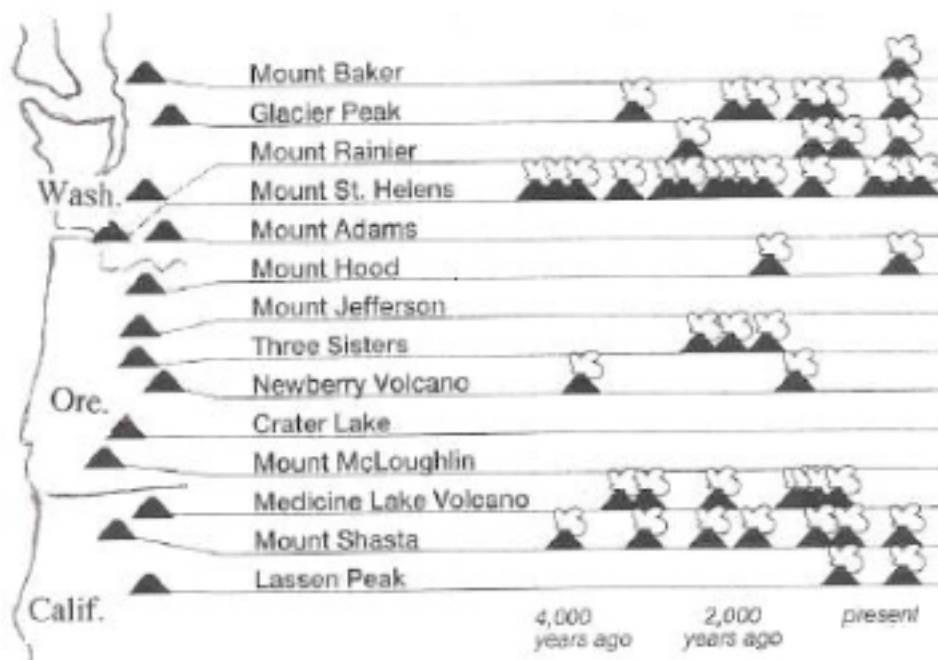 Mount Baker
Glacier Peak
Mount Rainier
Wash.
Mount St. Helens
Mount Adams
Mount Hood
Mount Jefferson
Three Sisters
Ore.
Newberry Volcano
Crater Lake
Mount McLoughlin
Medicine Lake Volcano
Mount Shasta
Lassen Peak
Calif.
4,000 2,000 present
years ago years ago